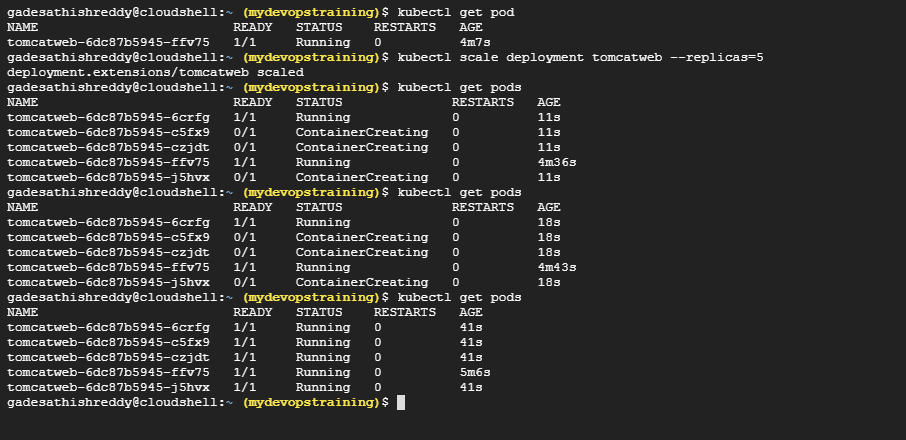 gadesathishreddy@cloudshell:~ (mydevopstraining)$ kubectl get pod
NAME READY STATUS RESTARTS AGE
tomcatweb-6dc87b5945-ffv75 1/1 Running 0 4m7s
gadesathishreddy@cloudshell:~ (mydevopstraining)$ kubectl scale deployment tomcatweb --replicas=5
deployment.extensions/tomcatweb scaled
gadesathishreddy@cloudshell:~ (mydevopstraining)$ kubectl get pods
NAME READY STATUS RESTARTS AGE
tomcatweb-6dc87b5945-6crfg 1/1 Running 0 11s
tomcatweb-6dc87b5945-c5fx9 0/1 ContainerCreating 0 11s
tomcatweb-6dc87b5945-czjdt 0/1 ContainerCreating 0 11s
tomcatweb-6dc87b5945-ffv75 1/1 Running 0 4m36s
tomcatweb-6dc87b5945-j5hvx 0/1 ContainerCreating 0 11s
gadesathishreddy@cloudshell:~ (mydevopstraining)$ kubectl get pods
NAME READY STATUS RESTARTS AGE
tomcatweb-6dc87b5945-6crfg 1/1 Running 0 18s
tomcatweb-6dc87b5945-c5fx9 0/1 ContainerCreating 0 18s
tomcatweb-6dc87b5945-czjdt 0/1 ContainerCreating 0 18s
tomcatweb-6dc87b5945-ffv75 1/1 Running 0 4m43s
tomcatweb-6dc87b5945-j5hvx 0/1 ContainerCreating 0 18s
gadesathishreddy@cloudshell:~ (mydevopstraining)$ kubectl get pods
NAME READY STATUS RESTARTS AGE
tomcatweb-6dc87b5945-6crfg 1/1 Running 0 41s
tomcatweb-6dc87b5945-c5fx9 1/1 Running 0 41s
tomcatweb-6dc87b5945-czjdt 1/1 Running 0 41s
tomcatweb-6dc87b5945-ffv75 1/1 Running 0 5m6s
tomcatweb-6dc87b5945-j5hvx 1/1 Running 0 41s
gadesathishreddy@cloudshell:~ (mydevopstraining)$